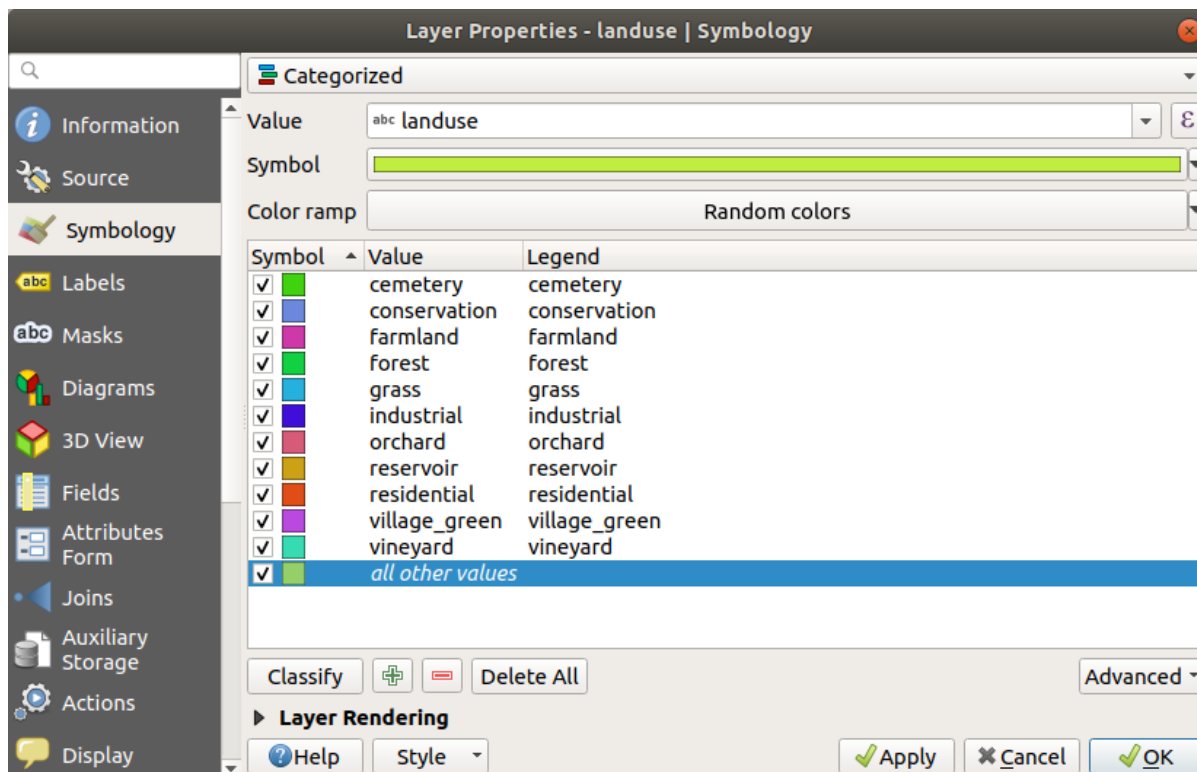 Layer Properties - landuse | Symbology
Information
Source
Symbology
abc Labels
abc Masks
Diagrams
3D View
Fields
Attributes
Form
Joins
Auxiliary
Storage
Actions
Display
Categorized
Value abc landuse ε
Symbol
Color ramp Random colors
Symbol Value Legend
cemetery cemetery
conservation conservation
farmland farmland
forest forest
grass grass
industrial industrial
orchard orchard
reservoir reservoir
residential residential
village_green village_green
vineyard vineyard
all other values
Classify Delete All Advanced
Layer Rendering
Help Style Apply Cancel OK